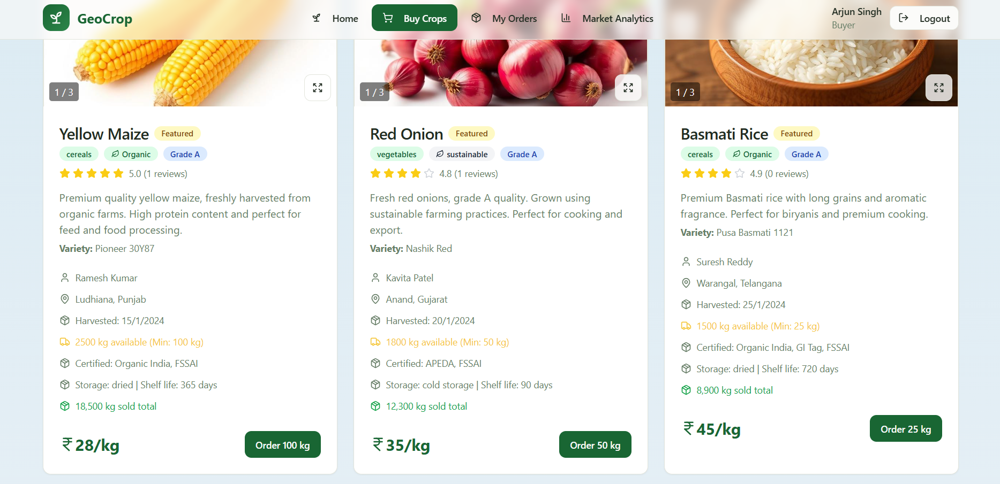 GeoCrop
Home
Buy Crops
My Orders
Market Analytics
Arjun Singh
Buyer
Logout
1 / 3
Yellow Maize
Featured
cereals
Organic
Grade A
5.0 (1 reviews)
Premium quality yellow maize, freshly harvested from
organic farms. High protein content and perfect for
feed and food processing.
Variety: Pioneer 30Y87
Ramesh Kumar
Ludhiana, Punjab
Harvested: 15/1/2024
2500 kg available (Min: 100 kg)
Certified: Organic India, FSSAI
Storage: dried | Shelf life: 365 days
18,500 kg sold total
₹28/kg
Order 100 kg
1 / 3
Red Onion
Featured
vegetables
sustainable
Grade A
4.8 (1 reviews)
Fresh red onions, grade A quality. Grown using
sustainable farming practices. Perfect for cooking and
export.
Variety: Nashik Red
Kavita Patel
Anand, Gujarat
Harvested: 20/1/2024
1800 kg available (Min: 50 kg)
Certified: APEDA, FSSAI
Storage: cold storage | Shelf life: 90 days
12,300 kg sold total
₹35/kg
Order 50 kg
1 / 3
Basmati Rice
Featured
cereals
Organic
Grade A
4.9 (0 reviews)
Premium Basmati rice with long grains and aromatic
fragrance. Perfect for biryanis and premium cooking.
Variety: Pusa Basmati 1121
Suresh Reddy
Warangal, Telangana
Harvested: 25/1/2024
1500 kg available (Min: 25 kg)
Certified: Organic India, GI Tag, FSSAI
Storage: dried | Shelf life: 720 days
8,900 kg sold total
₹45/kg
Order 25 kg